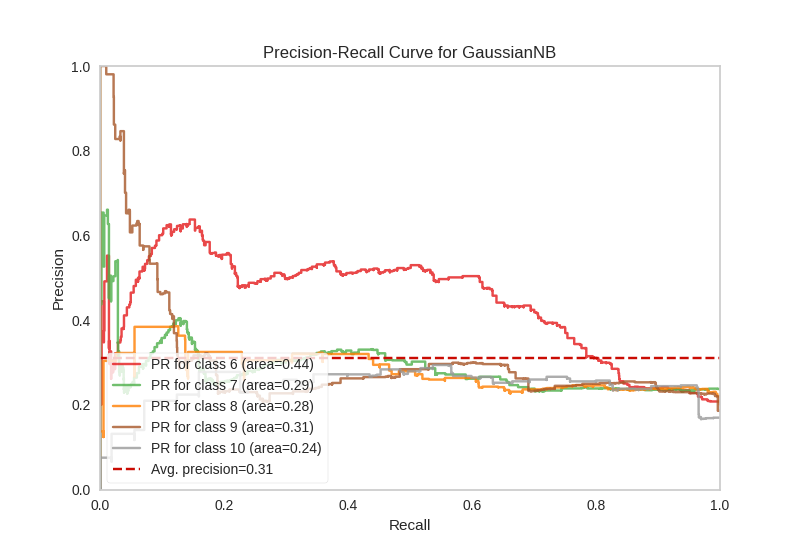 Precision-Recall Curve for GaussianNB
1.0
0.8
0.6
0.4
0.2
0.0
Precision
PR for class 6 (area=0.44)
PR for class 7 (area=0.29)
PR for class 8 (area=0.28)
PR for class 9 (area=0.31)
PR for class 10 (area=0.24)
Avg. precision=0.31
0.0 0.2 0.4 0.6 0.8 1.0
Recall